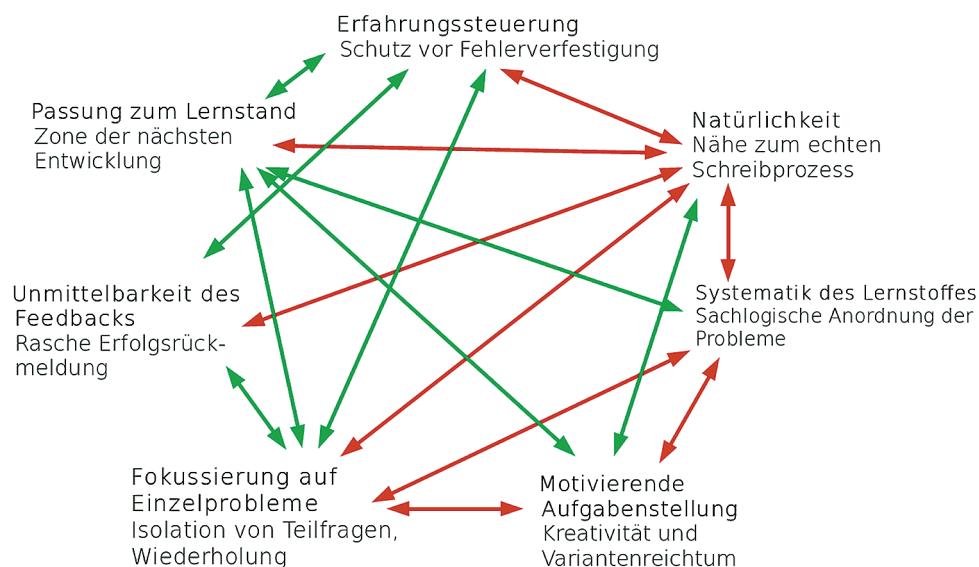 Erfahrungssteuerung
Schutz vor Fehlerverfestigung
Passung zum Lernstand
Zone der nächsten
Entwicklung
Natürlichkeit
Nähe zum echten
Schreibprozess
Unmittelbarkeit des
Feedbacks
Rasche Erfolgsrück-
meldung
Systematik des Lernstoffes
Sachlogische Anordnung der
Probleme
Fokussierung auf
Einzelprobleme
Isolation von Teilfragen,
Wiederholung
Motivierende
Aufgabenstellung
Kreativität und
Variantenreichtum